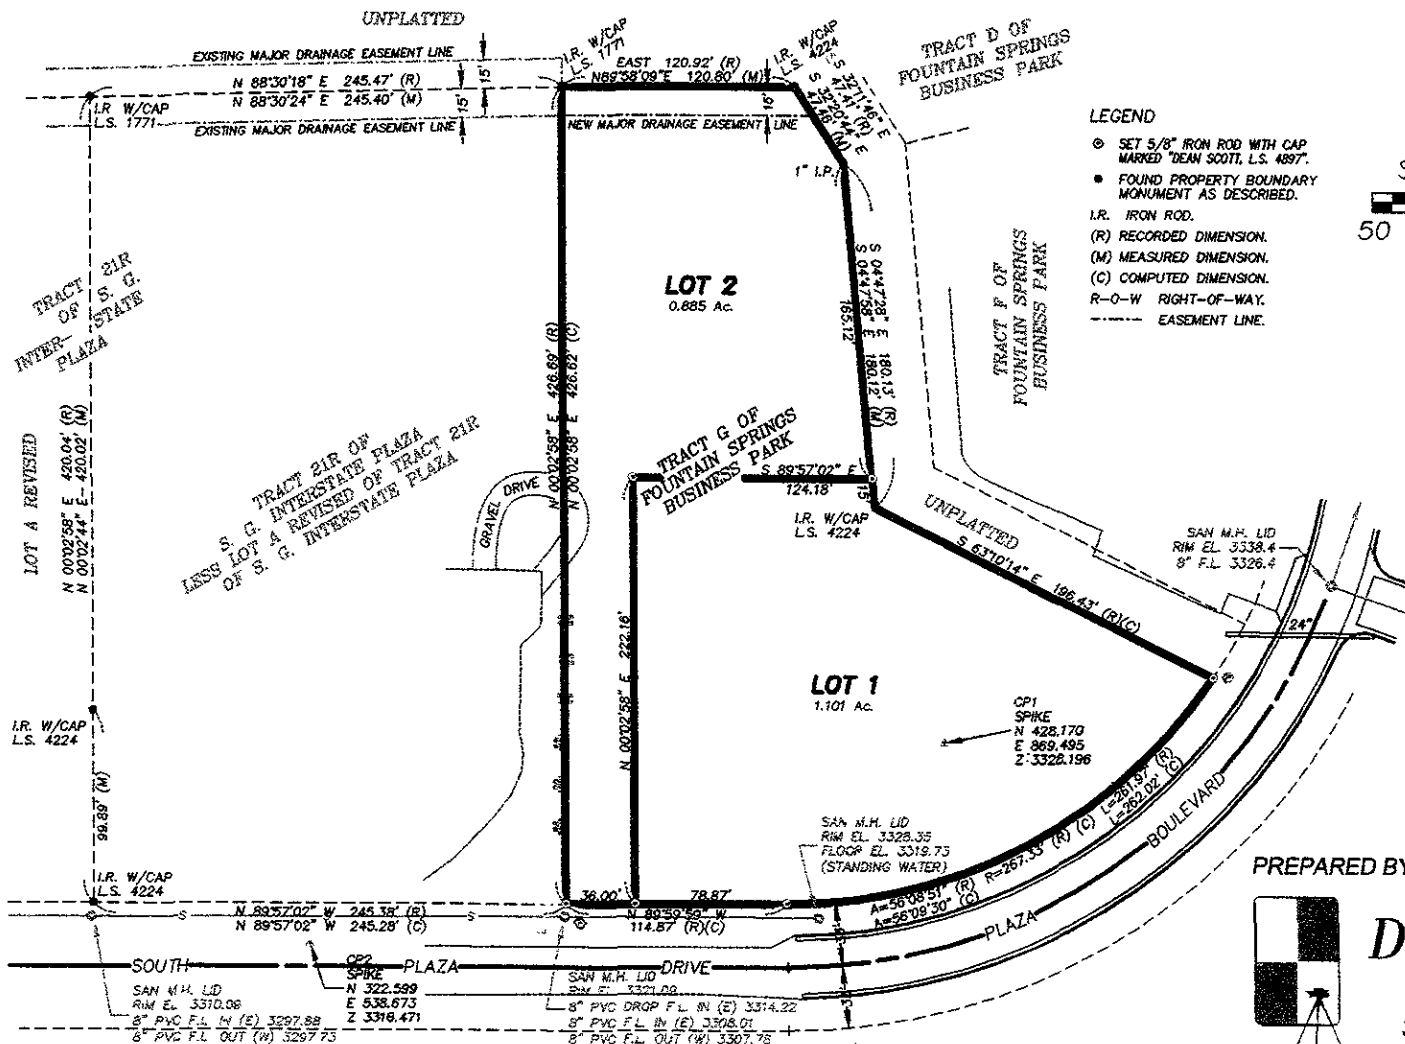 UNPLATTED
EXISTING MAJOR DRAINAGE EASEMENT LINE
N 88'30'18" E 245.47' (R)
N 88'30'24" E 245.40' (M)
EXISTING MAJOR DRAINAGE EASEMENT LINE
I.R. W/CAP
L.S. 1771
15'
15'
I.R. W/CAP
L.S. 1771
EAST 120.92' (R)
N89'58'09"E 120.80' (M)
NEW MAJOR DRAINAGE EASEMENT LINE
I.R. W/CAP
L.S. 4224
S 32'11'46" E
47.41' (R)
S 32'20'44" E
47.46' (M)
1" I.P.
TRACT D OF
FOUNTAIN SPRINGS
BUSINESS PARK
LEGEND
SET 5/8" IRON ROD WITH CAP
MARKED "DEAN SCOTT, L.S. 4897".
FOUND PROPERTY BOUNDARY
MONUMENT AS DESCRIBED.
I.R. IRON ROD.
(R) RECORDED DIMENSION.
(M) MEASURED DIMENSION.
(C) COMPUTED DIMENSION.
R-O-W RIGHT-OF-WAY.
EASEMENT LINE.
50
TRACT 21R
OF S. G.
INTER- STATE
PLAZA
LOT A REVISED
N 00'02'58" E 420.04' (R)
N 00'02'44" E 420.02' (M)
LOT 2
0.885 Ac.
N 00'02'58" E 426.69' (R)
N 00'02'58" E 426.62' (C)
S 04'47'28" E 180.13' (R)
S 04'47'58" E 180.12' (M)
165.12'
TRACT F OF
FOUNTAIN SPRINGS
BUSINESS PARK
TRACT 21R OF
S. G. INTERSTATE PLAZA
LESS LOT A REVISED OF TRACT 21R
OF S. G. INTERSTATE PLAZA
GRAVEL DRIVE
TRACT G OF
FOUNTAIN SPRINGS
BUSINESS PARK
S 89'57'02" E
124.18'
15'
I.R. W/CAP
L.S. 4224
UNPLATTED
S 63'10'14" E 196.43' (R)(C)
SAN M.H. LID
RIM EL. 3338.4
8" F.L. 3326.4
24"
N 00'02'58" E 222.16'
LOT 1
1.101 Ac.
CP1
SPIKE
N 428.170
E 869.495
Z:3328.196
I.R. W/CAP
L.S. 4224
99.89' (M)
I.R. W/CAP
L.S. 4224
SAN M.H. LID
RIM EL. 3328.35
FLOOR EL. 3319.73
(STANDING WATER)
L=261.97' (R)
L=262.02' (C)
R=267.33' (R) (C)
A=56'08'51" (R)
A=56'09'30" (C)
BOULEVARD
PLAZA
36.00'
78.87'
N 89'59'59" W
114.87' (R)(C)
N 89'57'02" W 245.38' (R)
N 89'57'02" W 245.28' (C)
S
S
SOUTH PLAZA DRIVE
CP2
SPIKE
N 322.599
E 538.673
Z 3316.471
SAN M.H. LID
RIM EL. 3310.09
8" PVC F.L. IN (E) 3297.88
8" PVC F.L. OUT (W) 3297.73
SAN M.H. LID
8" PVC DROP F.L. IN (E) 3314.22
8" PVC F.L. IN (E) 3308.01
8" PVC F.L. OUT (W) 3307.78
PREPARED BY
D